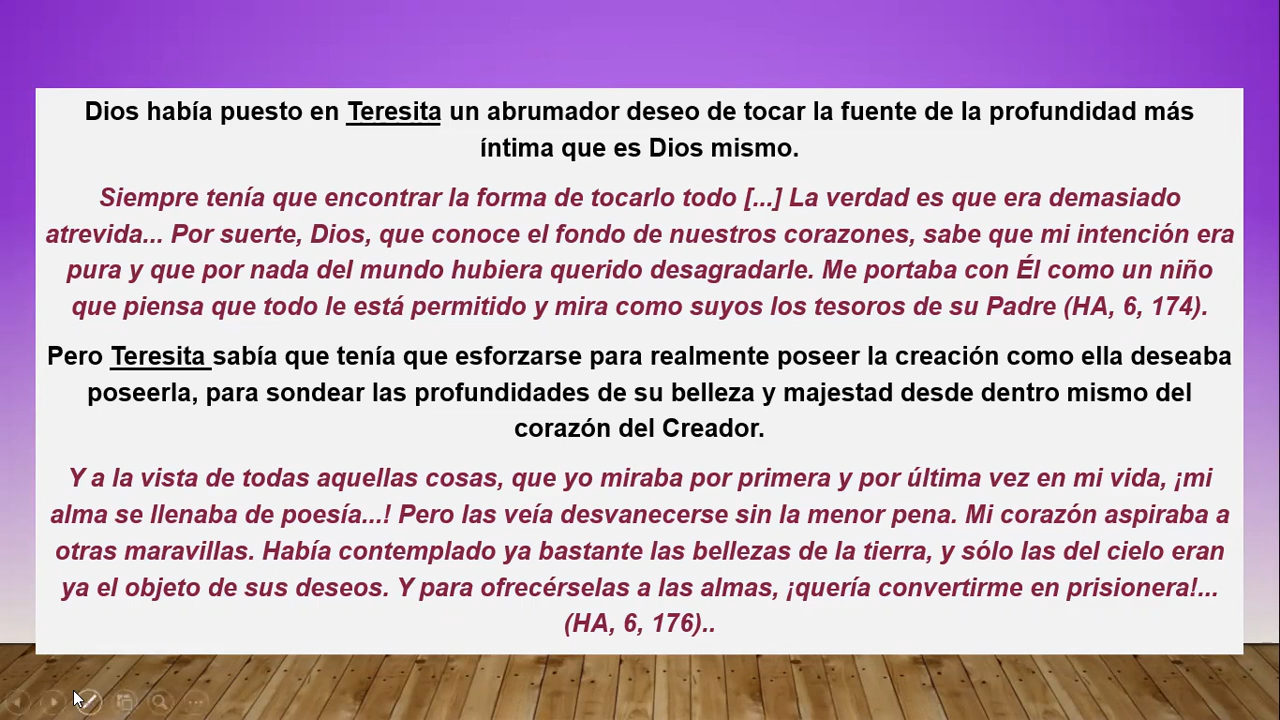 Dios había puesto en Teresita un abrumador deseo de tocar la fuente de la profundidad más
íntima que es Dios mismo.
Siempre tenía que encontrar la forma de tocarlo todo [...] La verdad es que era demasiado
atrevida... Por suerte, Dios, que conoce el fondo de nuestros corazones, sabe que mi intención era
pura y que por nada del mundo hubiera querido desagradarle. Me portaba con Él como un niño
que piensa que todo le está permitido y mira como suyos los tesoros de su Padre (HA, 6, 174).
Pero Teresita sabía que tenía que esforzarse para realmente poseer la creación como ella deseaba
poseerla, para sondear las profundidades de su belleza y majestad desde dentro mismo del
corazón del Creador.
Y a la vista de todas aquellas cosas, que yo miraba por primera y por última vez en mi vida, ¡mi
alma se llenaba de poesía...! Pero las veía desvanecerse sin la menor pena. Mi corazón aspiraba a
otras maravillas. Había contemplado ya bastante las bellezas de la tierra, y sólo las del cielo eran
ya el objeto de sus deseos. Y para ofrecérselas a las almas, ¡quería convertirme en prisionera!...
(HA, 6, 176)..